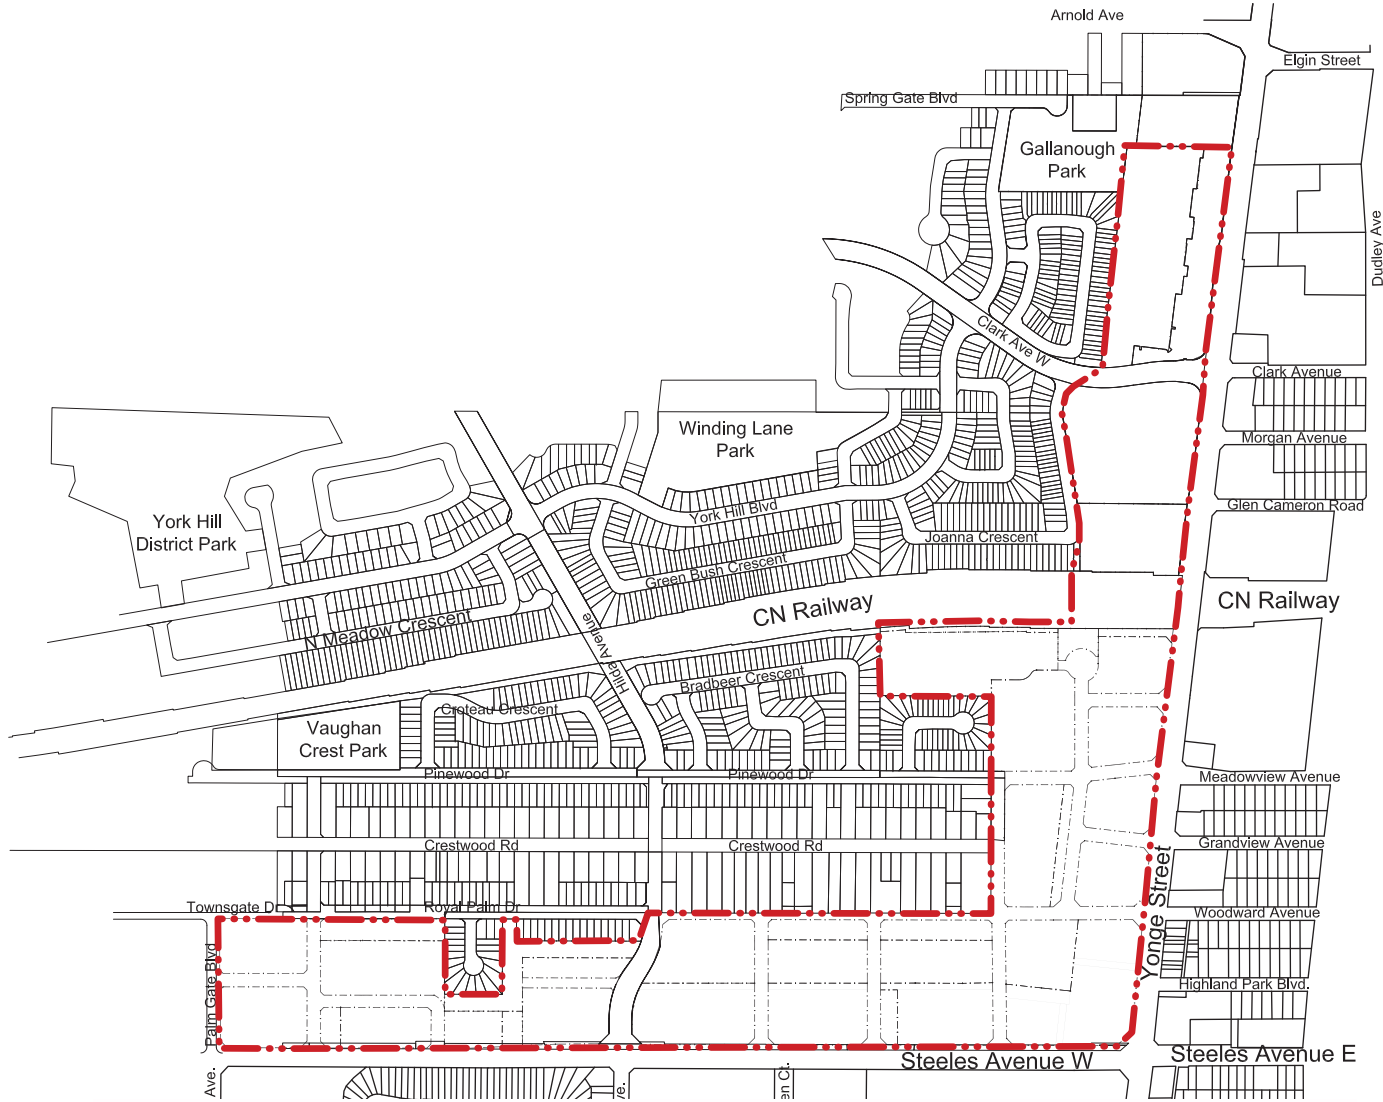 Arnold Ave
Elgin Street
Spring Gate Blvd
Gallanough
Park
Dudley Ave
Clark Ave W
Clark Avenue
Winding Lane
Park
Morgan Avenue
York Hill Blvd
Glen Cameron Road
York Hill
District Park
Joanna Crescent
Green Bush Crescent
CN Railway
CN Railway
N Meadow Crescent
Hilda Avenue
Bradbeer Crescent
Croteau Crescent
Vaughan
Crest Park
Pinewood Dr
Pinewood Dr
Meadowview Avenue
Crestwood Rd
Crestwood Rd
Grandview Avenue
Yonge Street
Townsgate Dr
Royal Palm Dr
Woodward Avenue
Palm Gate Blvd
Highland Park Blvd.
Steeles Avenue W
Steeles Avenue E
Ave.
ve.
en Ct.